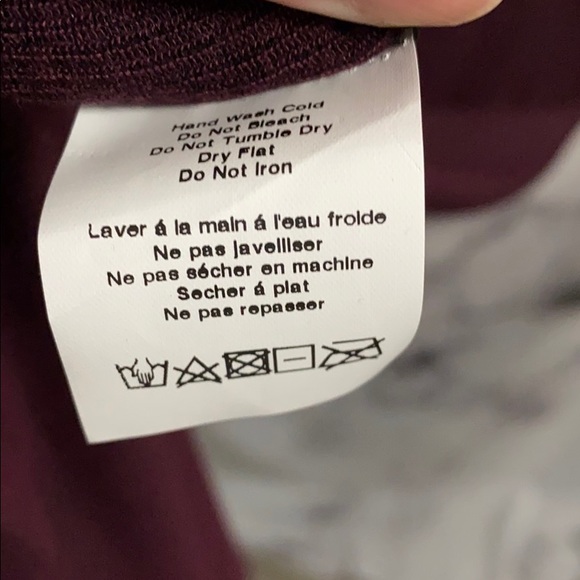 Hand Wash Cold
Do Not Bleach
Do Not Tumble Dry
Dry Flat
Do Not Iron
Laver á la main á l'eau froide
Ne pas javelliser
Ne pas sécher en machine
Secher á plat
Ne pas repasser